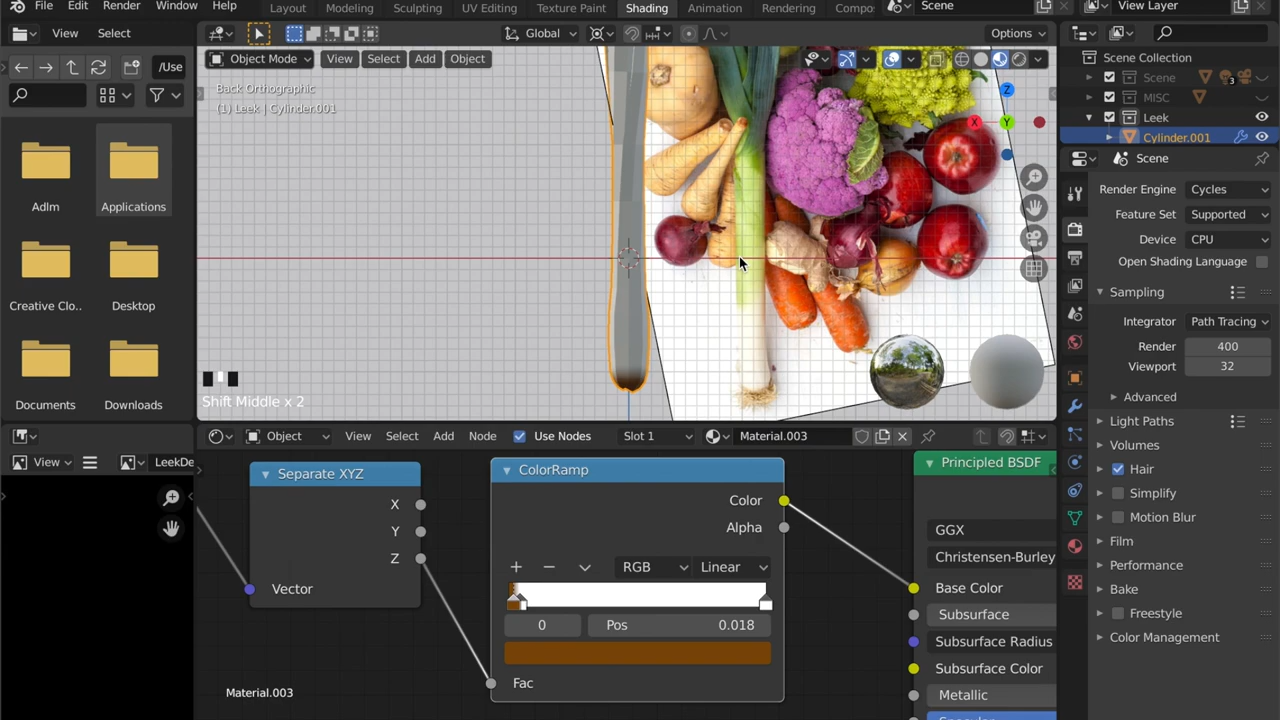 File Edit Render Window Help Layout Modeling Sculpting UV Editing Texture Paint Shading Animation Rendering Compo Scene View Layer
View Select Global Options
/Use Object Mode View Select Add Object
Back Orthographic
(1) Leek | Cylinder.001
Z
X Y
Adlm Applications
Creative Clo... Desktop
Documents Downloads
Shift Middle x 2
Scene Collection
Scene 3
MISC
Leek
Cylinder.001
Scene
Render Engine Cycles
Feature Set Supported
Device CPU
Open Shading Language
Sampling
Integrator Path Tracing
Render 400
Viewport 32
Advanced
Light Paths
Volumes
Hair
Simplify
Motion Blur
Film
Performance
Bake
Freestyle
Color Management
Object View Select Add Node Use Nodes Slot 1 Material.003
View LeekDe
Separate XYZ
X
Y
Z
Vector
ColorRamp
Color
Alpha
RGB Linear
0 Pos 0.018
Fac
Principled BSDF
GGX
Christensen-Burley
Base Color
Subsurface
Subsurface Radius
Subsurface Color
Metallic
Specular
Material.003